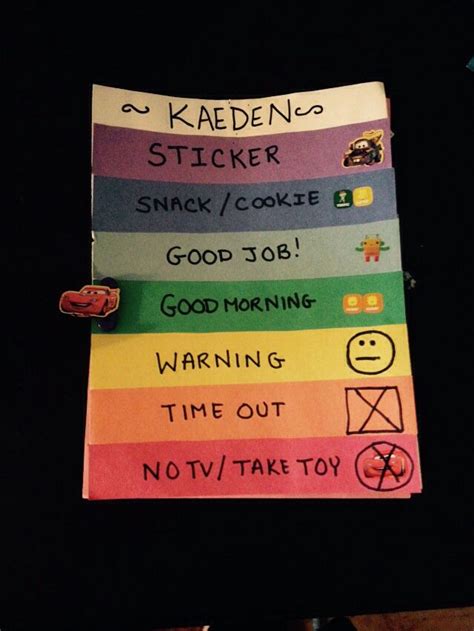 ~ KAEDEN ~
STICKER
SNACK / COOKIE
GOOD JOB!
GOOD MORNING
WARNING
TIME OUT
NO TV / TAKE TOY